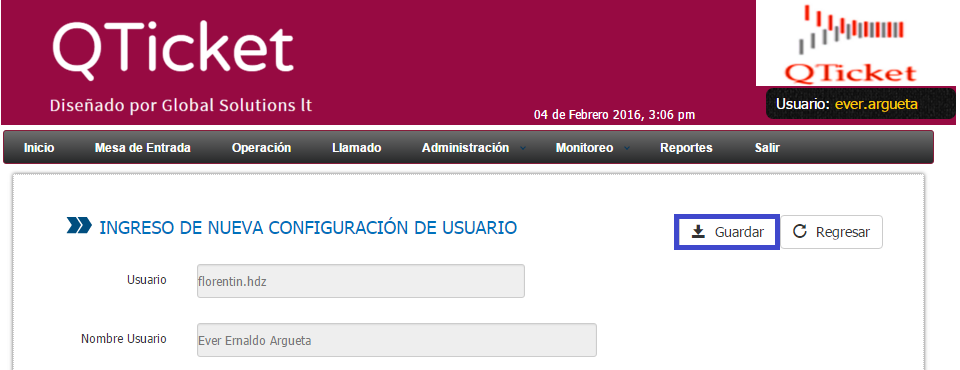 QTicket
Diseñado por Global Solutions lt
QTicket
Usuario: ever.argueta
04 de Febrero 2016, 3:06 pm
Inicio Mesa de Entrada Operación Llamado Administración Monitoreo Reportes Salir
INGRESO DE NUEVA CONFIGURACIÓN DE USUARIO
Guardar Regresar
Usuario florentin.hdz
Nombre Usuario Ever Ernaldo Argueta